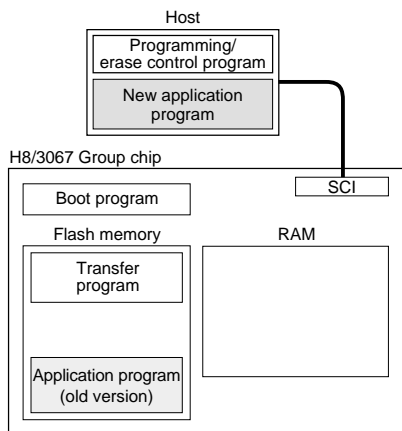 Host
Programming/
erase control program
New application
program
H8/3067 Group chip
SCI
Boot program
Flash memory
RAM
Transfer
program
Application program
(old version)